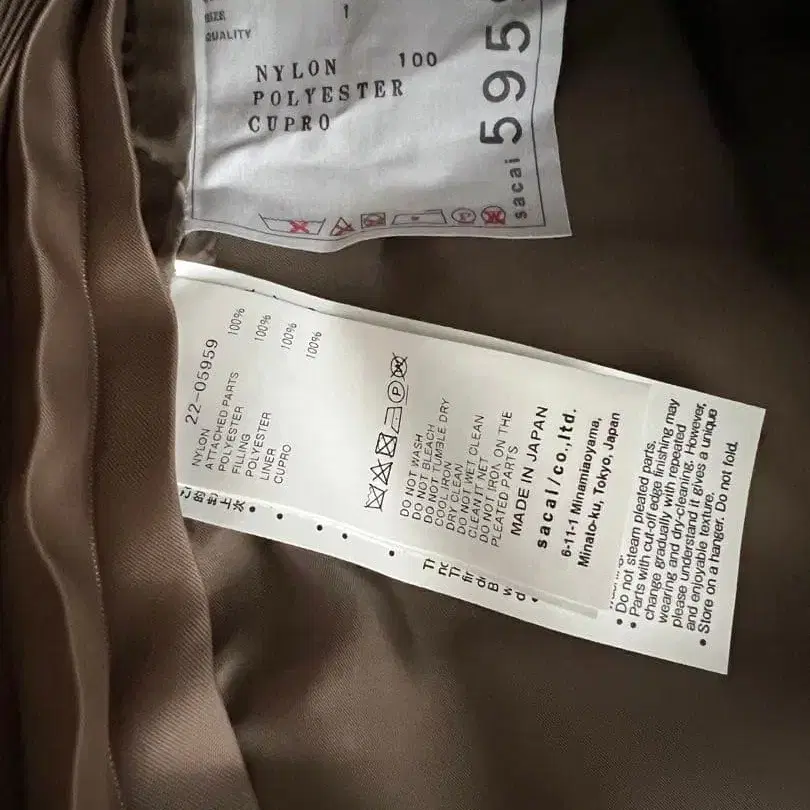 SIZE 1
QUALITY
NYLON 100
POLYESTER
CUPRO
sacai 595
22-05959
NYLON 100%
ATTACHED PARTS
POLYESTER 100%
FILLING
POLYESTER 100%
LINER
CUPRO 100%
DO NOT WASH
DO NOT BLEACH
DO NOT TUMBLE DRY
COOL IRON
DRY CLEAN
DO NOT WET CLEAN
CLEAN IT NET
DO NOT IRON ON THE
PLEATED PARTS
MADE IN JAPAN
sacai/co.,ltd.
6-11-1 Minamiaoyama,
Minato-ku, Tokyo, Japan
• Do not steam pleated parts.
• Parts with cut-off edge finishing may
change gradually with repeated
wearing and dry-cleaning. However,
please understand it gives a unique
and enjoyable texture.
• Store on a hanger. Do not fold.